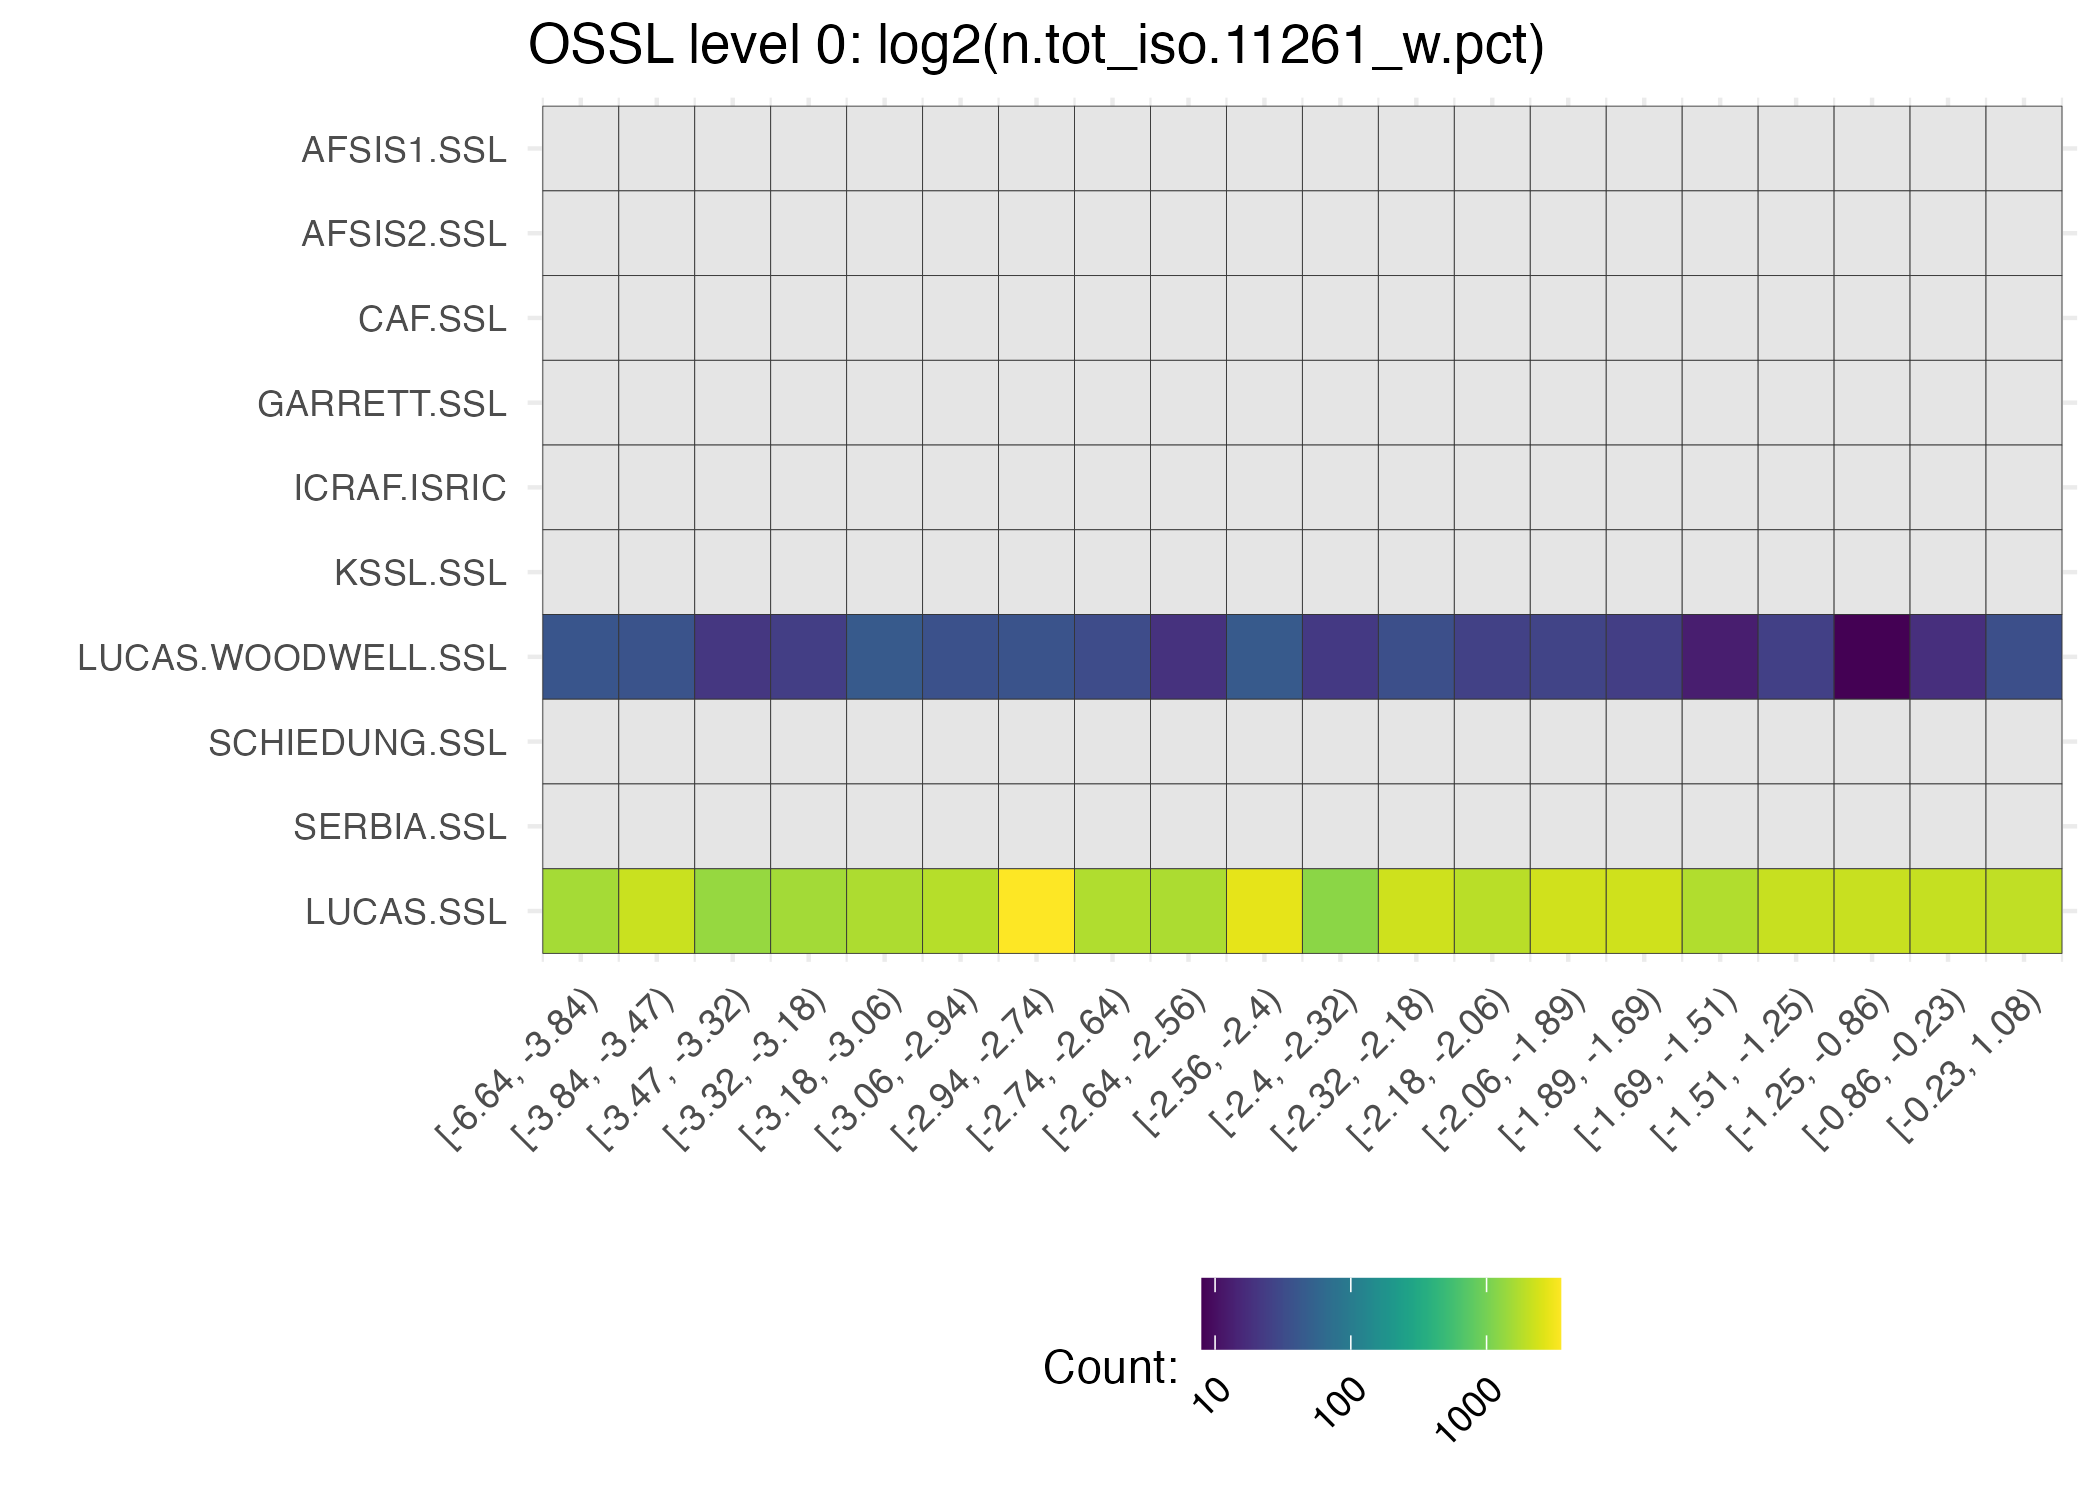 OSSL level 0: log2(n.tot_iso.11261_w.pct)
AFSIS1.SSL
AFSIS2.SSL
CAF.SSL
GARRETT.SSL
ICRAF.ISRIC
KSSL.SSL
LUCAS.WOODWELL.SSL
SCHIEDUNG.SSL
SERBIA.SSL
LUCAS.SSL
[-6.64, -3.84)
[-3.84, -3.47)
[-3.47, -3.32)
[-3.32, -3.18)
[-3.18, -3.06)
[-3.06, -2.94)
[-2.94, -2.74)
[-2.74, -2.64)
[-2.64, -2.56)
[-2.56, -2.4)
[-2.4, -2.32)
[-2.32, -2.18)
[-2.18, -2.06)
[-2.06, -1.89)
[-1.89, -1.69)
[-1.69, -1.51)
[-1.51, -1.25)
[-1.25, -0.86)
[-0.86, -0.23)
[-0.23, 1.08)
Count:
10
100
1000